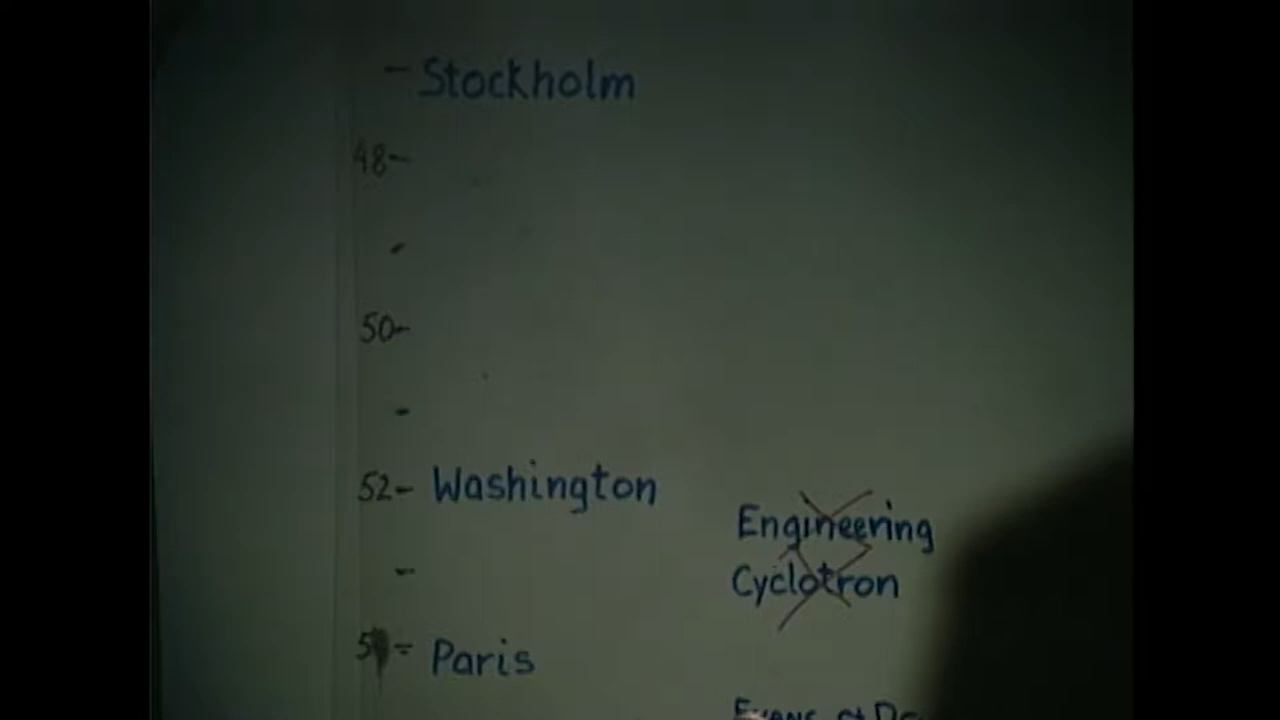 - Stockholm
48-
-
50-
-
52- Washington
Engineering
Cyclotron
-
Paris